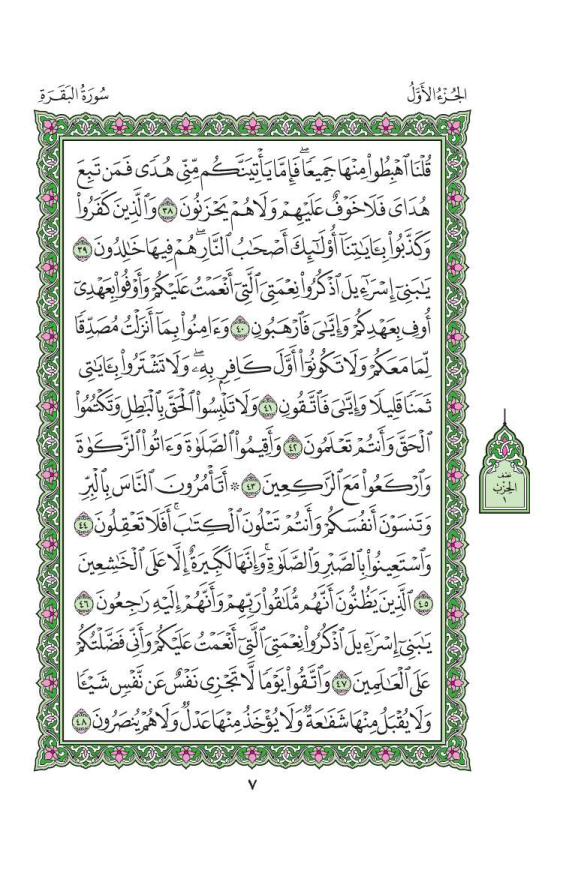 الجُزْءُ الأَوَّلُ
سُورَةُ البَقَرَةِ
قُلْنَا ٱهْبِطُوا۟ مِنْهَا جَمِيعًۭا ۖ فَإِمَّا يَأْتِيَنَّكُم مِّنِّى هُدًۭى فَمَن تَبِعَ
هُدَاىَ فَلَا خَوْفٌ عَلَيْهِمْ وَلَا هُمْ يَحْزَنُونَ ٣٨ وَٱلَّذِينَ كَفَرُوا۟
وَكَذَّبُوا۟ بِـَٔايَـٰتِنَآ أُو۟لَـٰٓئِكَ أَصْحَـٰبُ ٱلنَّارِ ۖ هُمْ فِيهَا خَـٰلِدُونَ ٣٩
يَـٰبَنِىٓ إِسْرَٰٓءِيلَ ٱذْكُرُوا۟ نِعْمَتِىَ ٱلَّتِىٓ أَنْعَمْتُ عَلَيْكُمْ وَأَوْفُوا۟ بِعَهْدِىٓ
أُوفِ بِعَهْدِكُمْ وَإِيَّـٰىَ فَٱرْهَبُونِ ٤٠ وَءَامِنُوا۟ بِمَآ أَنزَلْتُ مُصَدِّقًۭا
لِّمَا مَعَكُمْ وَلَا تَكُونُوٓا۟ أَوَّلَ كَافِرٍۭ بِهِۦ ۖ وَلَا تَشْتَرُوا۟ بِـَٔايَـٰتِى
ثَمَنًۭا قَلِيلًۭا وَإِيَّـٰىَ فَٱتَّقُونِ ٤١ وَلَا تَلْبِسُوا۟ ٱلْحَقَّ بِٱلْبَـٰطِلِ وَتَكْتُمُوا۟
ٱلْحَقَّ وَأَنتُمْ تَعْلَمُونَ ٤٢ وَأَقِيمُوا۟ ٱلصَّلَوٰةَ وَءَاتُوا۟ ٱلزَّكَوٰةَ
وَٱرْكَعُوا۟ مَعَ ٱلرَّٰكِعِينَ ٤٣ ۞ أَتَأْمُرُونَ ٱلنَّاسَ بِٱلْبِرِّ
وَتَنسَوْنَ أَنفُسَكُمْ وَأَنتُمْ تَتْلُونَ ٱلْكِتَـٰبَ ۚ أَفَلَا تَعْقِلُونَ ٤٤
وَٱسْتَعِينُوا۟ بِٱلصَّبْرِ وَٱلصَّلَوٰةِ ۚ وَإِنَّهَا لَكَبِيرَةٌ إِلَّا عَلَى ٱلْخَـٰشِعِينَ
٤٥ ٱلَّذِينَ يَظُنُّونَ أَنَّهُم مُّلَـٰقُوا۟ رَبِّهِمْ وَأَنَّهُمْ إِلَيْهِ رَٰجِعُونَ ٤٦
يَـٰبَنِىٓ إِسْرَٰٓءِيلَ ٱذْكُرُوا۟ نِعْمَتِىَ ٱلَّتِىٓ أَنْعَمْتُ عَلَيْكُمْ وَأَنِّى فَضَّلْتُكُمْ
عَلَى ٱلْعَـٰلَمِينَ ٤٧ وَٱتَّقُوا۟ يَوْمًۭا لَّا تَجْزِى نَفْسٌ عَن نَّفْسٍۢ شَيْـًۭٔا
وَلَا يُقْبَلُ مِنْهَا شَفَـٰعَةٌۭ وَلَا يُؤْخَذُ مِنْهَا عَدْلٌۭ وَلَا هُمْ يُنصَرُونَ ٤٨
نصف
الحزب
١
٧